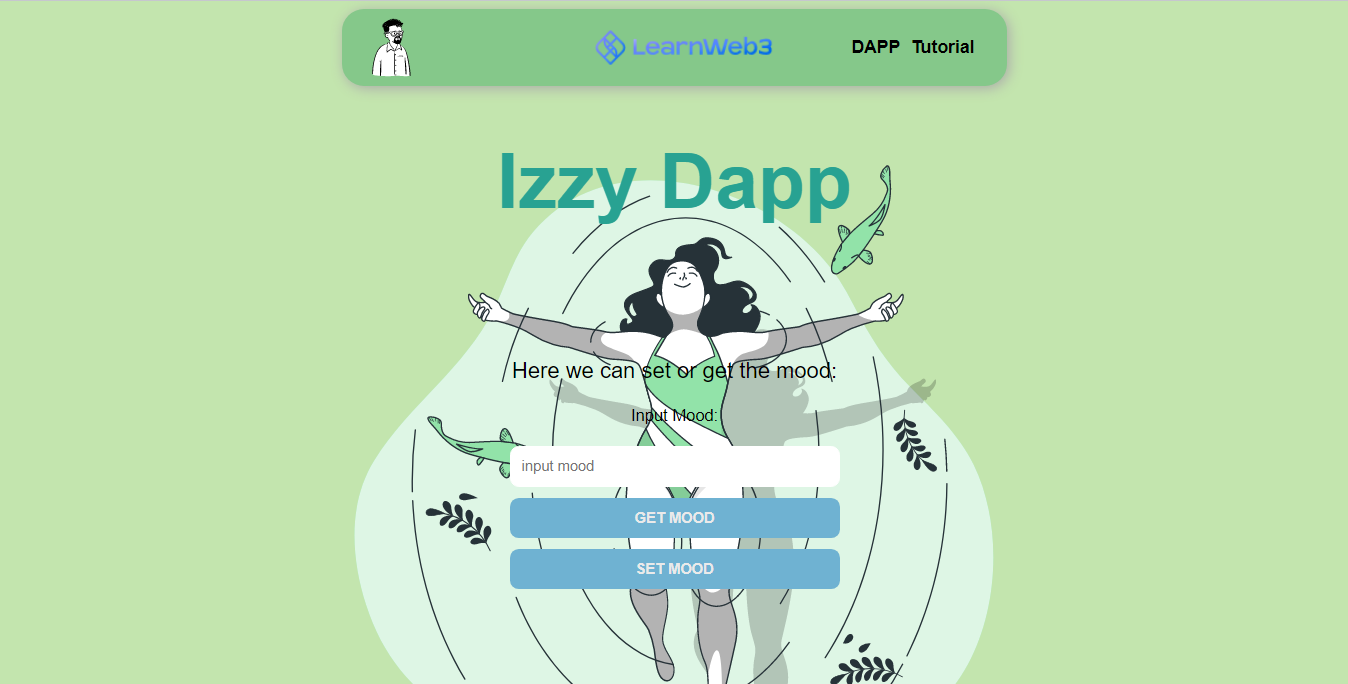 LearnWeb3 DAPP Tutorial
Izzy Dapp
Here we can set or get the mood:
Input Mood:
input mood
GET MOOD
SET MOOD